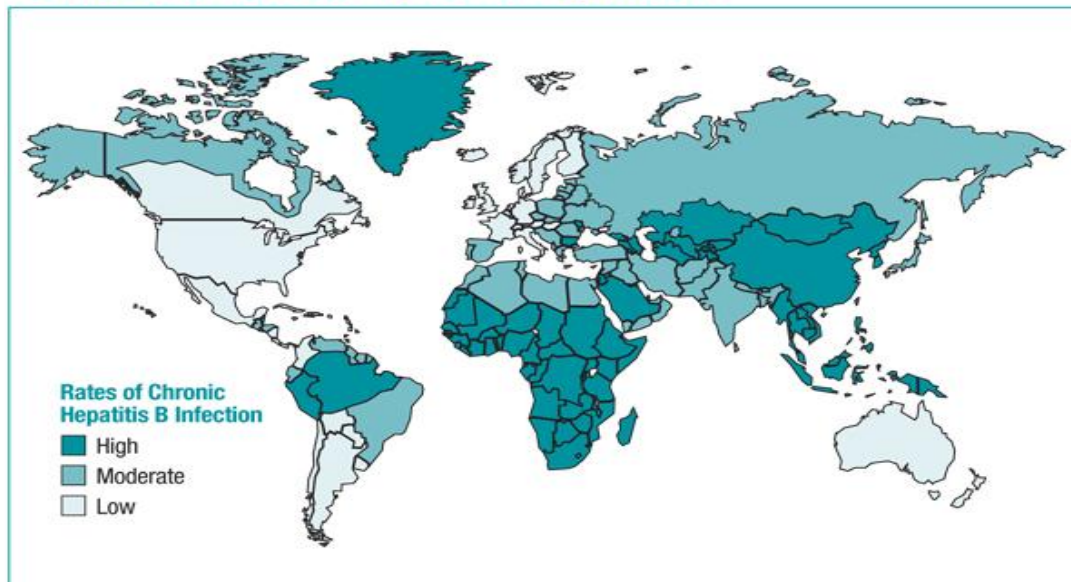 Rates of Chronic
Hepatitis B Infection
High
Moderate
Low